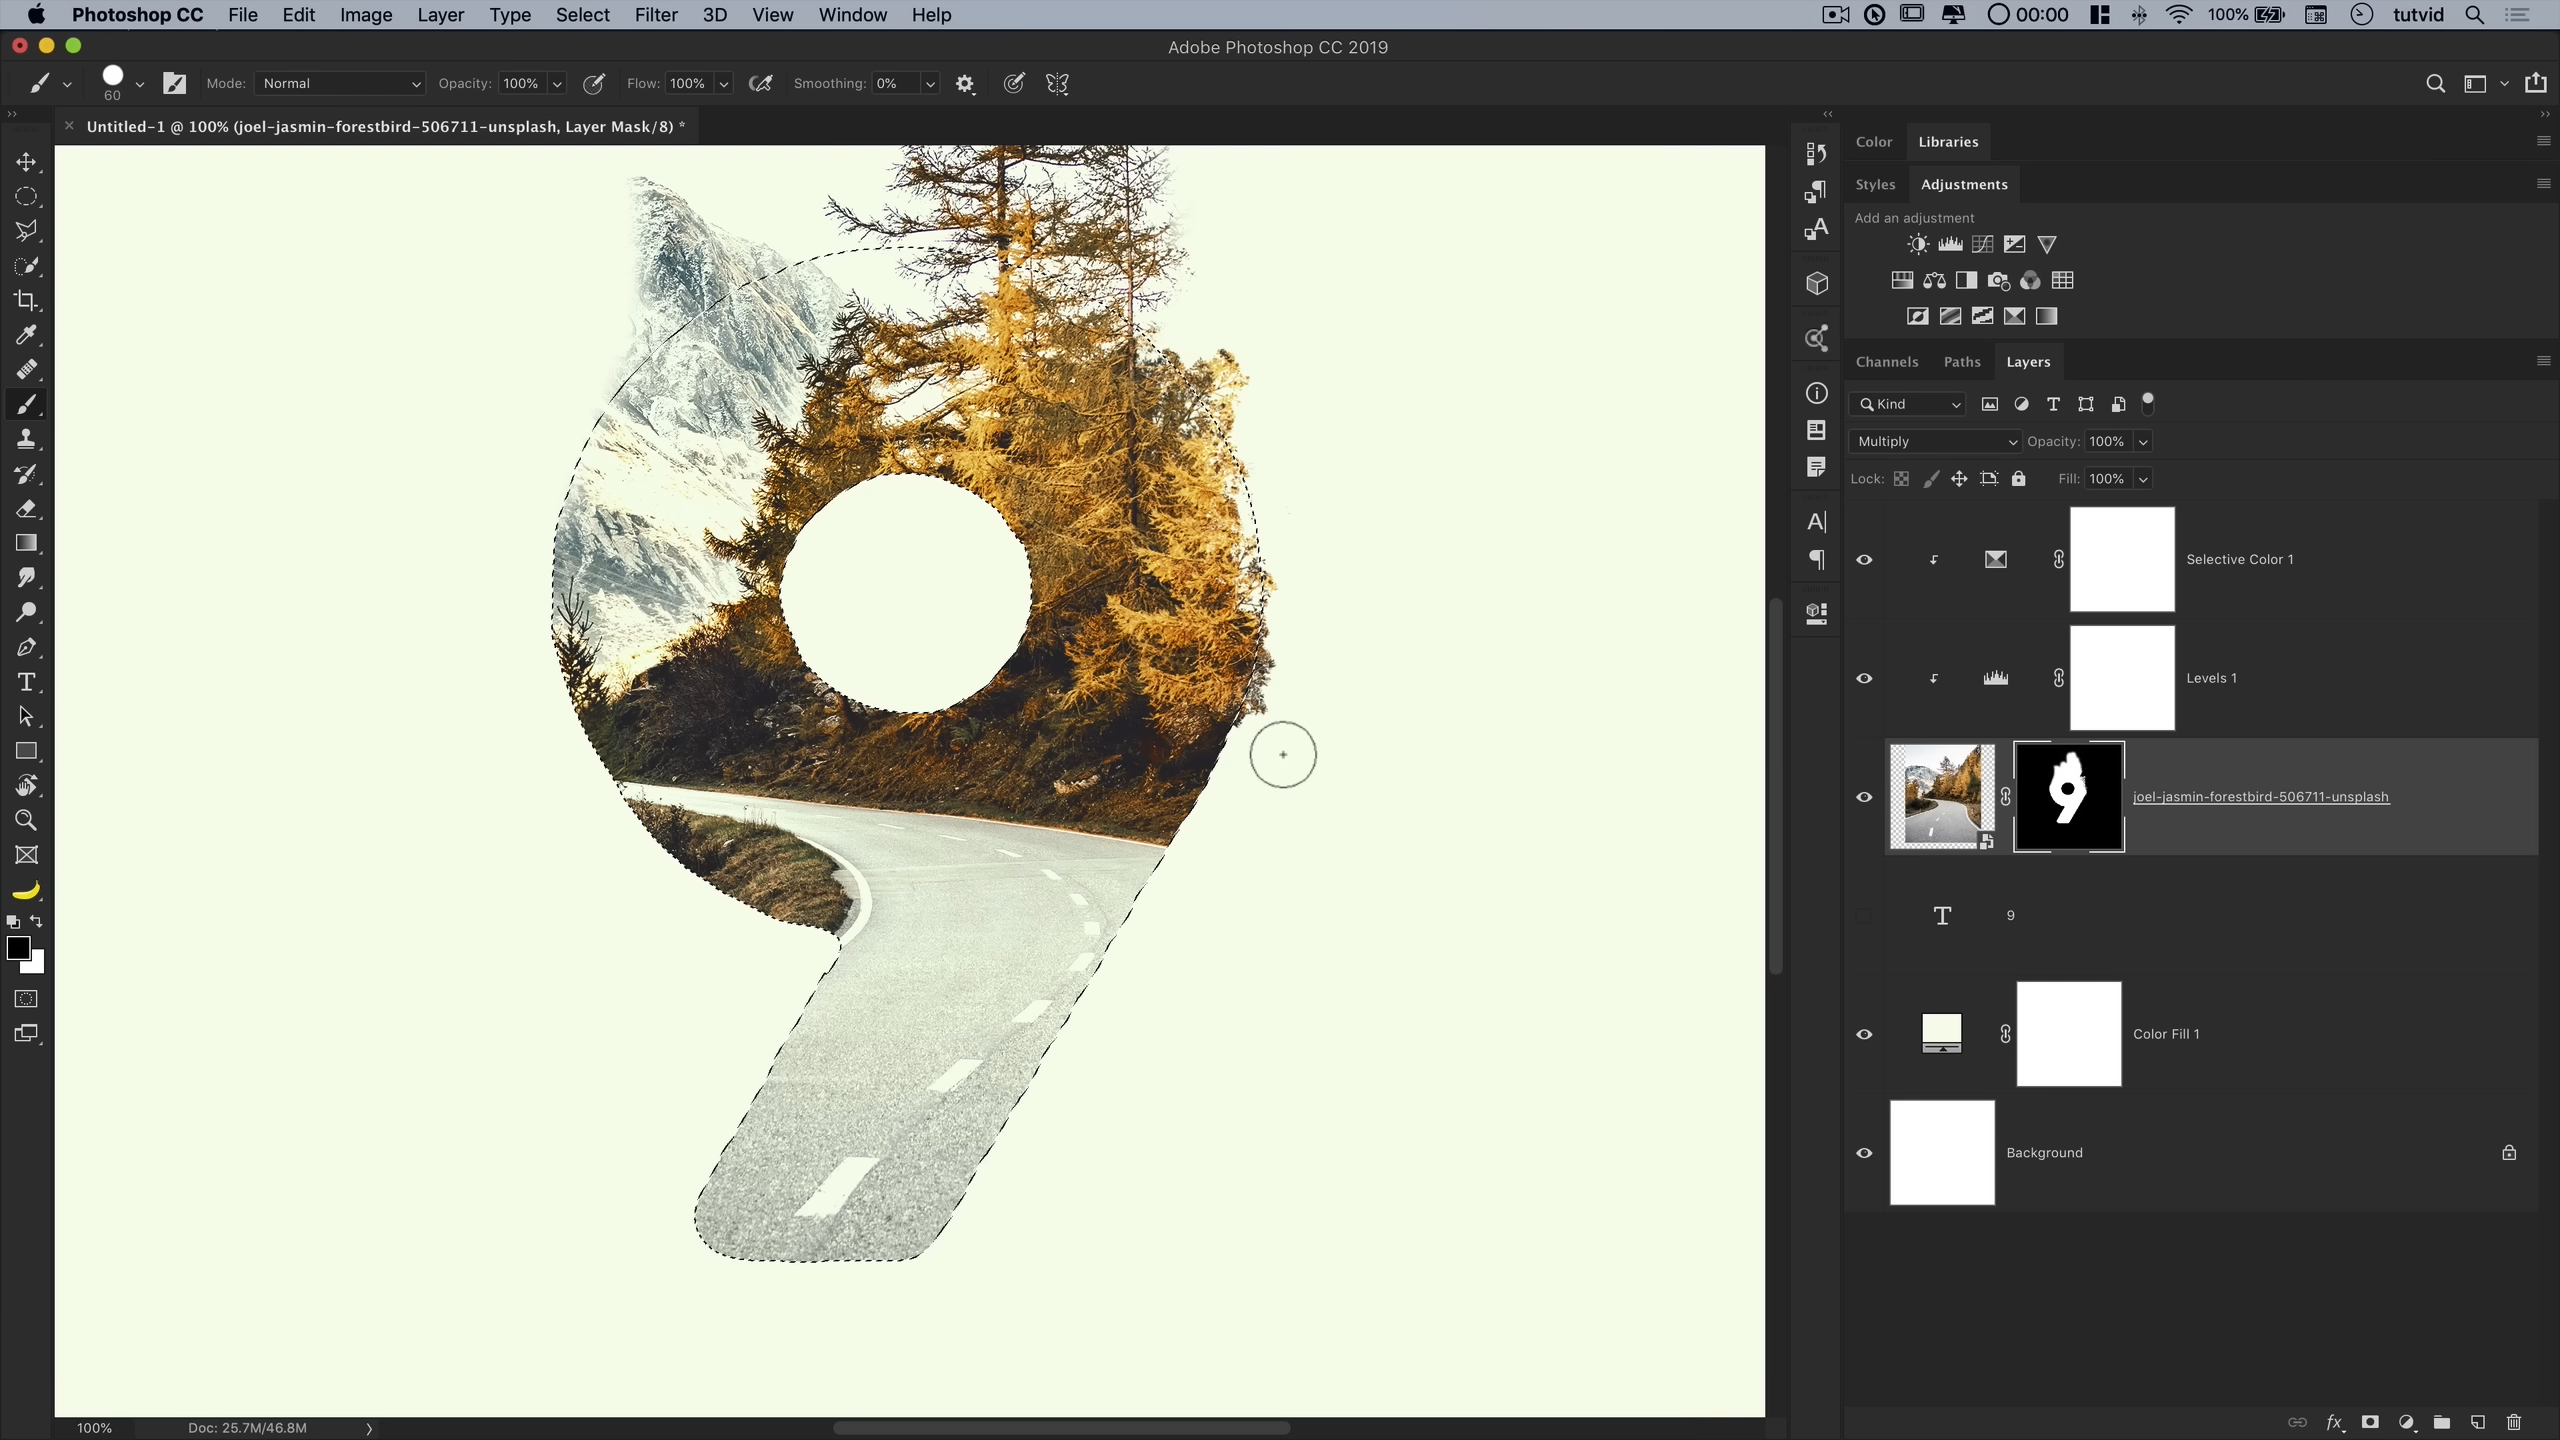 Photoshop CC File Edit Image Layer Type Select Filter 3D View Window Help 00:00 100% tutvid
Adobe Photoshop CC 2019
60 Mode: Normal Opacity: 100% Flow: 100% Smoothing: 0%
Untitled-1 @ 100% (joel-jasmin-forestbird-506711-unsplash, Layer Mask/8) *
Color Libraries
Styles Adjustments
Add an adjustment
Channels Paths Layers
Kind
Multiply Opacity: 100%
Lock: Fill: 100%
Selective Color 1
Levels 1
joel-jasmin-forestbird-506711-unsplash
9
Color Fill 1
Background
100% Doc: 25.7M/46.8M